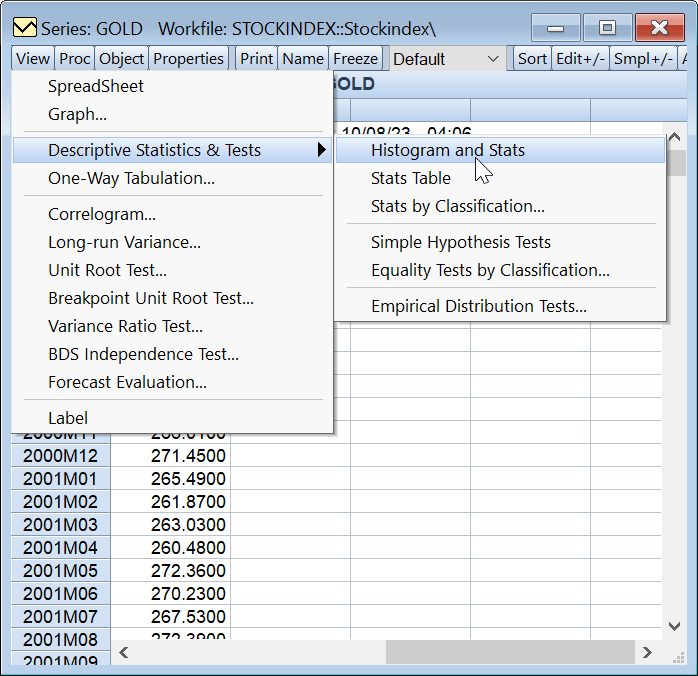 Series: GOLD Workfile: STOCKINDEX::Stockindex\
View Proc Object Properties Print Name Freeze Default Sort Edit+/- Smpl+/- A
GOLD
10/08/23 - 04:06
SpreadSheet
Graph...
Descriptive Statistics & Tests
One-Way Tabulation...
Correlogram...
Long-run Variance...
Unit Root Test...
Breakpoint Unit Root Test...
Variance Ratio Test...
BDS Independence Test...
Forecast Evaluation...
Label
Histogram and Stats
Stats Table
Stats by Classification...
Simple Hypothesis Tests
Equality Tests by Classification...
Empirical Distribution Tests...
2000M11
2000M12 271.4500
2001M01 265.4900
2001M02 261.8700
2001M03 263.0300
2001M04 260.4800
2001M05 272.3600
2001M06 270.2300
2001M07 267.5300
2001M08 272.3900
2001M09